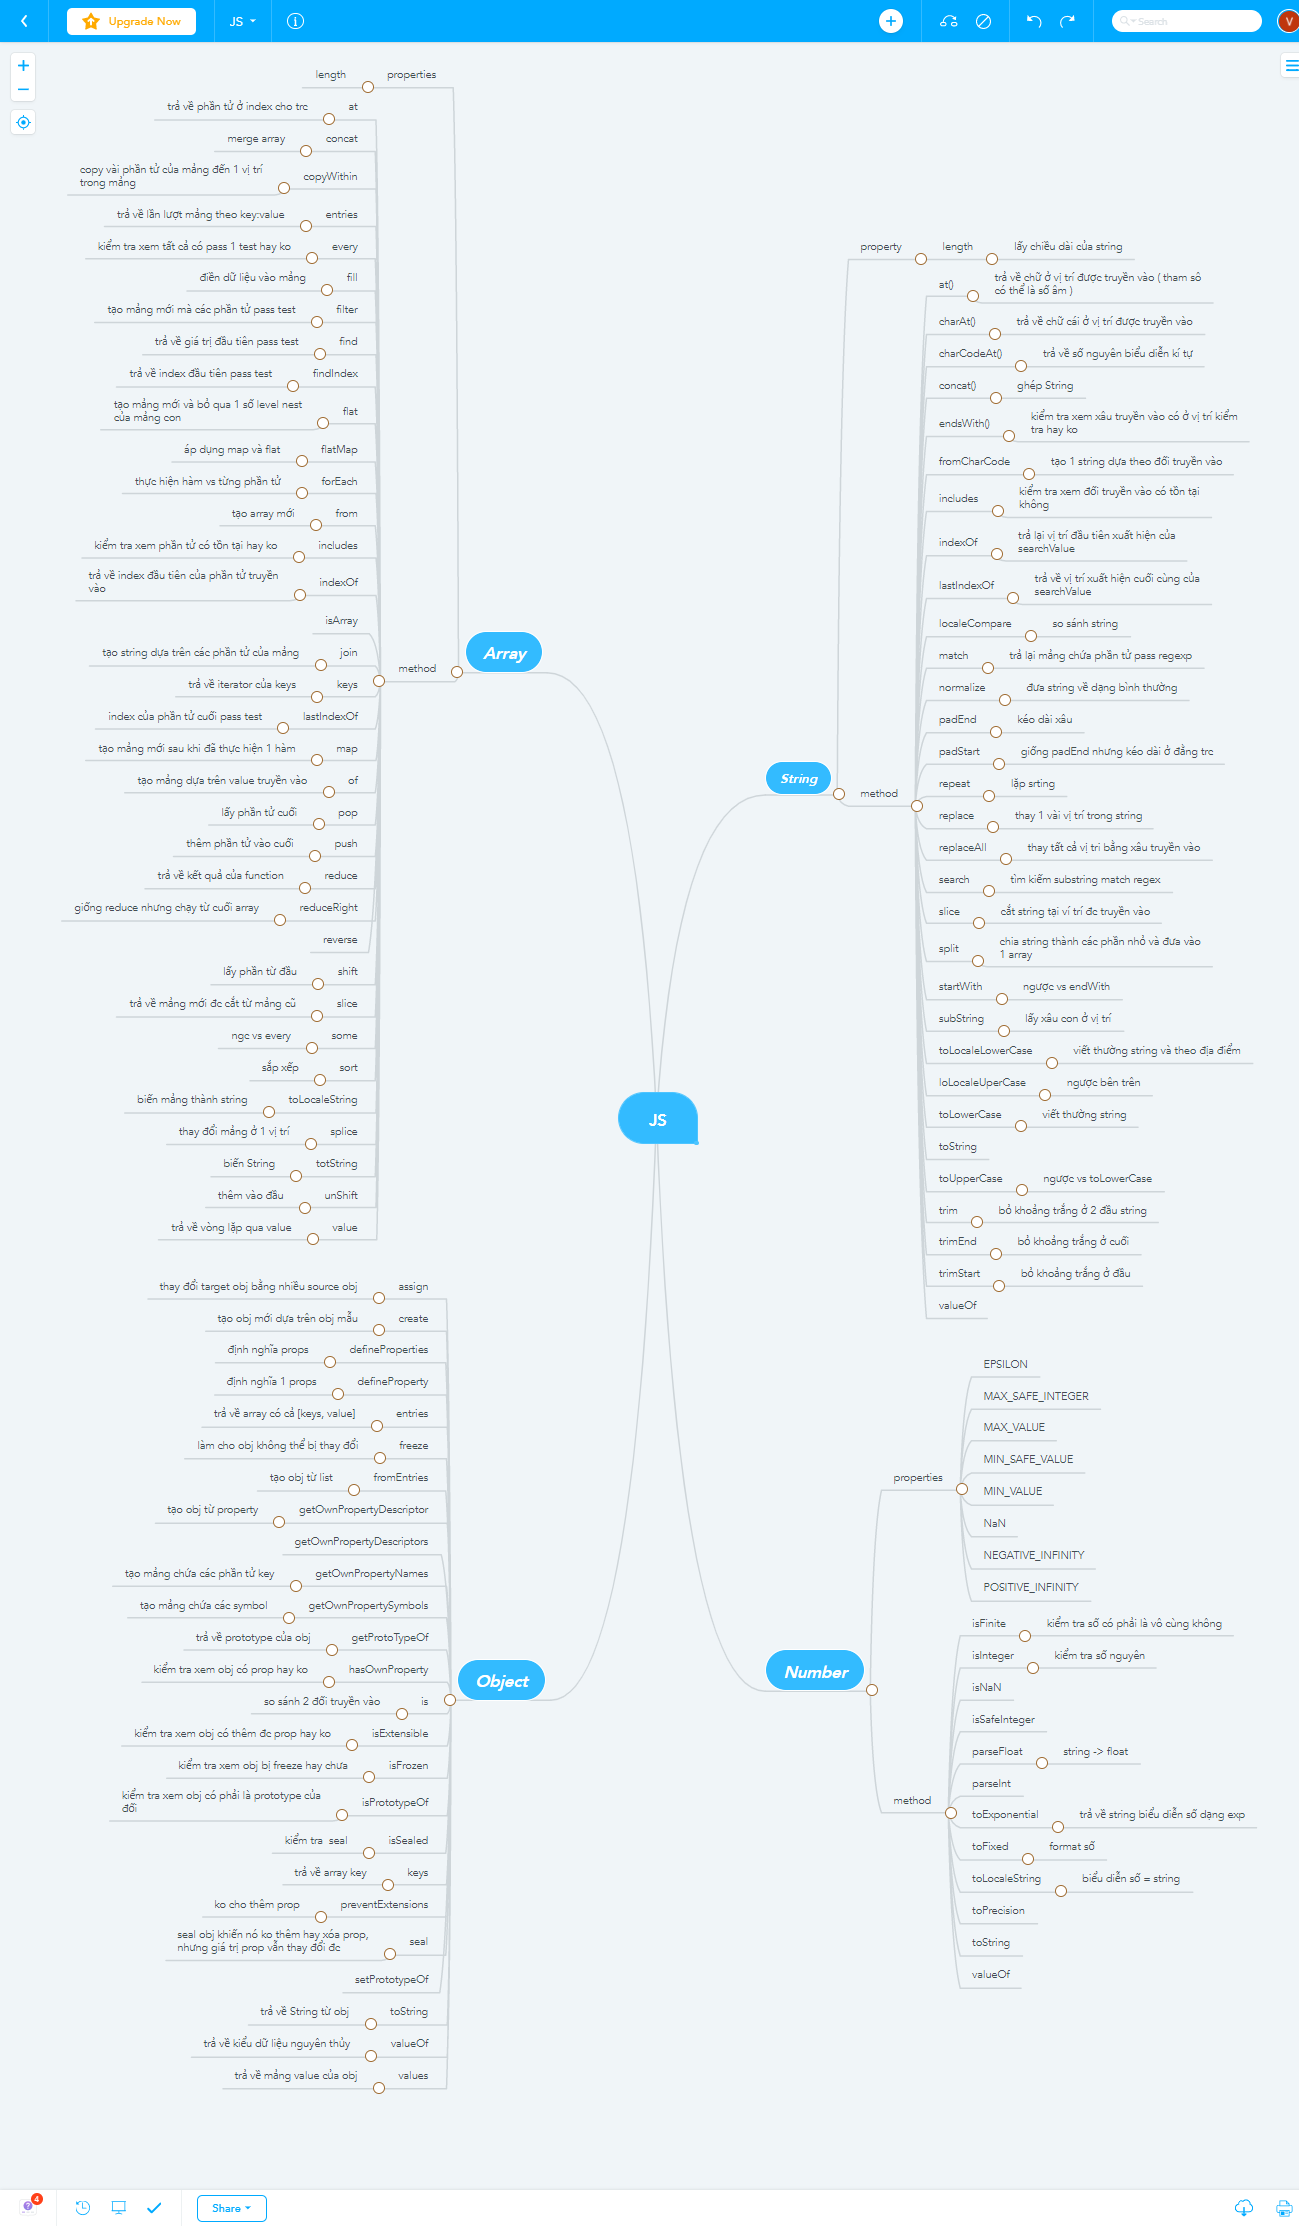 Upgrade Now
JS
Search
V
properties
length
method
at
trả về phần tử ở index cho trc
concat
merge array
copyWithin
copy vài phần tử của mảng đến 1 vị trí
trong mảng
entries
trả về lần lượt mảng theo key:value
every
kiểm tra xem tất cả có pass 1 test hay ko
fill
điền dữ liệu vào mảng
filter
tạo mảng mới mà các phần tử pass test
find
trả về giá trị đầu tiên pass test
findIndex
trả về index đầu tiên pass test
flat
tạo mảng mới và bỏ qua 1 số level nest
của mảng con
flatMap
áp dụng map và flat
forEach
thực hiện hàm vs từng phần tử
from
tạo array mới
includes
kiểm tra xem phần tử có tồn tại hay ko
indexOf
trả về index đầu tiên của phần tử truyền
vào
isArray
join
tạo string dựa trên các phần tử của mảng
keys
trả về iterator của keys
lastIndexOf
index của phần tử cuối pass test
map
tạo mảng mới sau khi đã thực hiện 1 hàm
of
tạo mảng dựa trên value truyền vào
pop
lấy phần tử cuối
push
thêm phần tử vào cuối
reduce
trả về kết quả của function
reduceRight
giống reduce nhưng chạy từ cuối array
reverse
shift
lấy phần từ đầu
slice
trả về mảng mới đc cắt từ mảng cũ
some
ngc vs every
sort
sắp xếp
toLocaleString
biến mảng thành string
splice
thay đổi mảng ở 1 vị trí
totString
biến String
unShift
thêm vào đầu
value
trả về vòng lặp qua value
Array
String
property
length
lấy chiều dài của string
method
at()
trả về chữ ở vị trí được truyền vào ( tham sô
có thể là số âm )
charAt()
trả về chữ cái ở vị trí được truyền vào
charCodeAt()
trả về số nguyên biểu diễn kí tự
concat()
ghép String
endsWith()
kiểm tra xem xâu truyền vào có ở vị trí kiểm
tra hay ko
fromCharCode
tạo 1 string dựa theo đối truyền vào
includes
kiểm tra xem đối truyền vào có tồn tại
không
indexOf
trả lại vị trí đầu tiên xuất hiện của
searchValue
lastIndexOf
trả về vị trí xuất hiện cuối cùng của
searchValue
localeCompare
so sánh string
match
trả lại mảng chứa phần tử pass regexp
normalize
đưa string về dạng bình thường
padEnd
kéo dài xâu
padStart
giống padEnd nhưng kéo dài ở đằng trc
repeat
lặp srting
replace
thay 1 vài vị trí trong string
replaceAll
thay tất cả vị tri bằng xâu truyền vào
search
tìm kiếm substring match regex
slice
cắt string tại ví trí đc truyền vào
split
chia string thành các phần nhỏ và đưa vào
1 array
startWith
ngược vs endWith
subString
lấy xâu con ở vị trí
toLocaleLowerCase
viết thường string và theo địa điểm
loLocaleUperCase
ngược bên trên
toLowerCase
viết thường string
toString
toUpperCase
ngược vs toLowerCase
trim
bỏ khoảng trắng ở 2 đầu string
trimEnd
bỏ khoảng trắng ở cuối
trimStart
bỏ khoảng trắng ở đầu
valueOf
JS
Object
assign
thay đổi target obj bằng nhiều source obj
create
tạo obj mới dựa trên obj mẫu
defineProperties
định nghĩa props
defineProperty
định nghĩa 1 props
entries
trả về array có cả [keys, value]
freeze
làm cho obj không thể bị thay đổi
fromEntries
tạo obj từ list
getOwnPropertyDescriptor
tạo obj từ property
getOwnPropertyDescriptors
getOwnPropertyNames
tạo mảng chứa các phần tử key
getOwnPropertySymbols
tạo mảng chứa các symbol
getProtoTypeOf
trả về prototype của obj
hasOwnProperty
kiểm tra xem obj có prop hay ko
is
so sánh 2 đối truyền vào
isExtensible
kiểm tra xem obj có thêm đc prop hay ko
isFrozen
kiểm tra xem obj bị freeze hay chưa
isPrototypeOf
kiểm tra xem obj có phải là prototype của
đối
isSealed
kiểm tra seal
keys
trả về array key
preventExtensions
ko cho thêm prop
seal
seal obj khiến nó ko thêm hay xóa prop,
nhưng giá trị prop vẫn thay đổi đc
setPrototypeOf
toString
trả về String từ obj
valueOf
trả về kiểu dữ liệu nguyên thủy
values
trả về mảng value của obj
Number
properties
EPSILON
MAX_SAFE_INTEGER
MAX_VALUE
MIN_SAFE_VALUE
MIN_VALUE
NaN
NEGATIVE_INFINITY
POSITIVE_INFINITY
method
isFinite
kiểm tra số có phải là vô cùng không
isInteger
kiểm tra số nguyên
isNaN
isSafeInteger
parseFloat
string -> float
parseInt
toExponential
trả về string biểu diễn số dạng exp
toFixed
format số
toLocaleString
biểu diễn số = string
toPrecision
toString
valueOf
4
Share